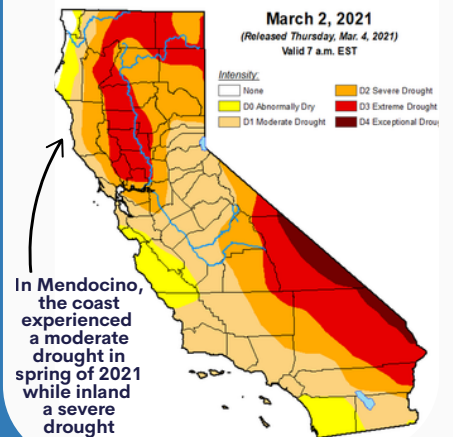 March 2, 2021
(Released Thursday, Mar. 4, 2021)
Valid 7 a.m. EST
Intensity:
None
D0 Abnormally Dry
D1 Moderate Drought
D2 Severe Drought
D3 Extreme Drought
D4 Exceptional Drou
In Mendocino,
the coast
experienced
a moderate
drought in
spring of 2021
while inland
a severe
drought